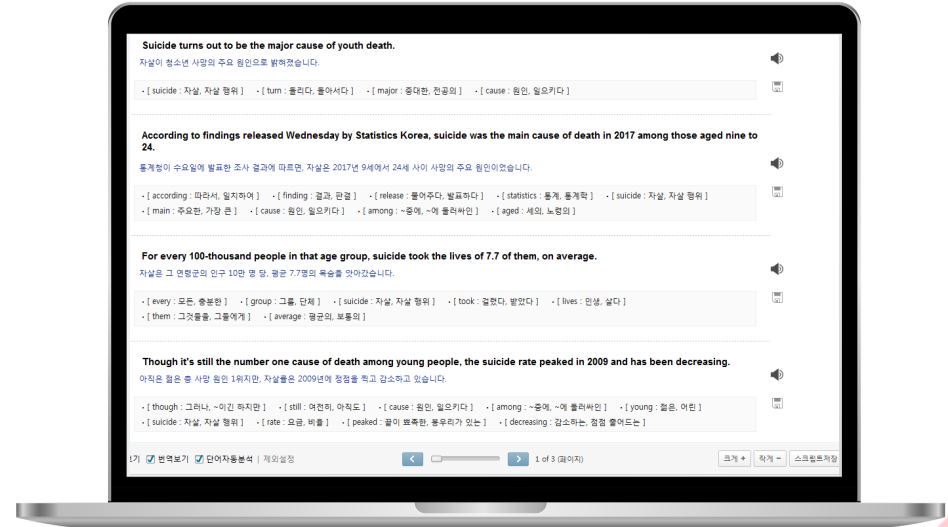 Suicide turns out to be the major cause of youth death.
자살이 청소년 사망의 주요 원인으로 밝혀졌습니다.
• [ suicide : 자살, 자살 행위 ] • [ turn : 돌리다, 돌아서다 ] • [ major : 중대한, 전공의 ] • [ cause : 원인, 일으키다 ]
According to findings released Wednesday by Statistics Korea, suicide was the main cause of death in 2017 among those aged nine to
24.
통계청이 수요일에 발표한 조사 결과에 따르면, 자살은 2017년 9세에서 24세 사이 사망의 주요 원인이었습니다.
• [ according : 따라서, 일치하여 ] • [ finding : 결과, 판결 ] • [ release : 풀어주다, 발표하다 ] • [ statistics : 통계, 통계학 ] • [ suicide : 자살, 자살 행위 ]
• [ main : 주요한, 가장 큰 ] • [ cause : 원인, 일으키다 ] • [ among : ~중에, ~에 둘러싸인 ] • [ aged : 세의, 노령의 ]
For every 100-thousand people in that age group, suicide took the lives of 7.7 of them, on average.
자살은 그 연령군의 인구 10만 명 당, 평균 7.7명의 목숨을 앗아갔습니다.
• [ every : 모든, 충분한 ] • [ group : 그룹, 단체 ] • [ suicide : 자살, 자살 행위 ] • [ took : 걸렸다, 받았다 ] • [ lives : 인생, 살다 ]
• [ them : 그것들을, 그들에게 ] • [ average : 평균의, 보통의 ]
Though it's still the number one cause of death among young people, the suicide rate peaked in 2009 and has been decreasing.
아직은 젊은 층 사망 원인 1위지만, 자살율은 2009년에 정점을 찍고 감소하고 있습니다.
• [ though : 그러나, ~이긴 하지만 ] • [ still : 여전히, 아직도 ] • [ cause : 원인, 일으키다 ] • [ among : ~중에, ~에 둘러싸인 ] • [ young : 젊은, 어린 ]
• [ suicide : 자살, 자살 행위 ] • [ rate : 요금, 비율 ] • [ peaked : 끝이 뾰족한, 봉우리가 있는 ] • [ decreasing : 감소하는, 점점 줄어드는 ]
보기 번역보기 단어자동분석 | 제외설정 1 of 3 (페이지) 크게 + 작게 - 스크립트저장